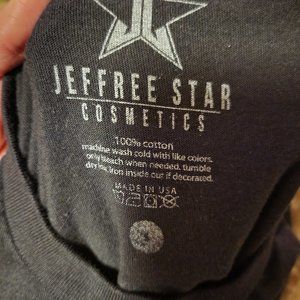 JEFFREE STAR
COSMETICS
100% cotton
machine wash cold with like colors.
only bleach when needed. tumble
dry low. iron inside out if decorated.
MADE IN USA